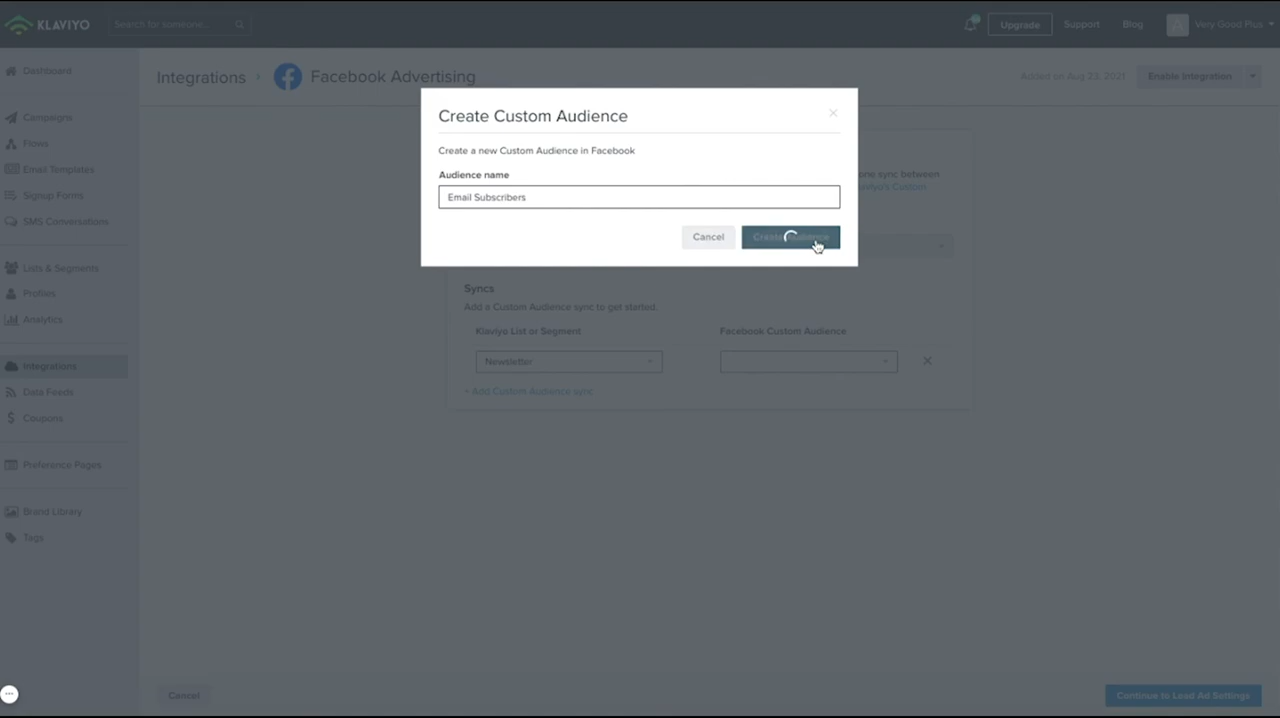 KLAVIYO
Search for someone...
Upgrade
Support
Blog
Very Good Plus
Dashboard
Campaigns
Flows
Email Templates
Signup Forms
SMS Conversations
Lists & Segments
Profiles
Analytics
Integrations
Data Feeds
Coupons
Preference Pages
Brand Library
Tags
Integrations > Facebook Advertising
Added on Aug 23, 2021
Enable Integration
Create Custom Audience
Create a new Custom Audience in Facebook
Audience name
Email Subscribers
Cancel
Create Audience
one sync between
Custom
Syncs
Add a Custom Audience sync to get started.
Klaviyo List or Segment
Facebook Custom Audience
Newsletter
+ Add Custom Audience sync
Cancel
Continue to Lead Ad Settings